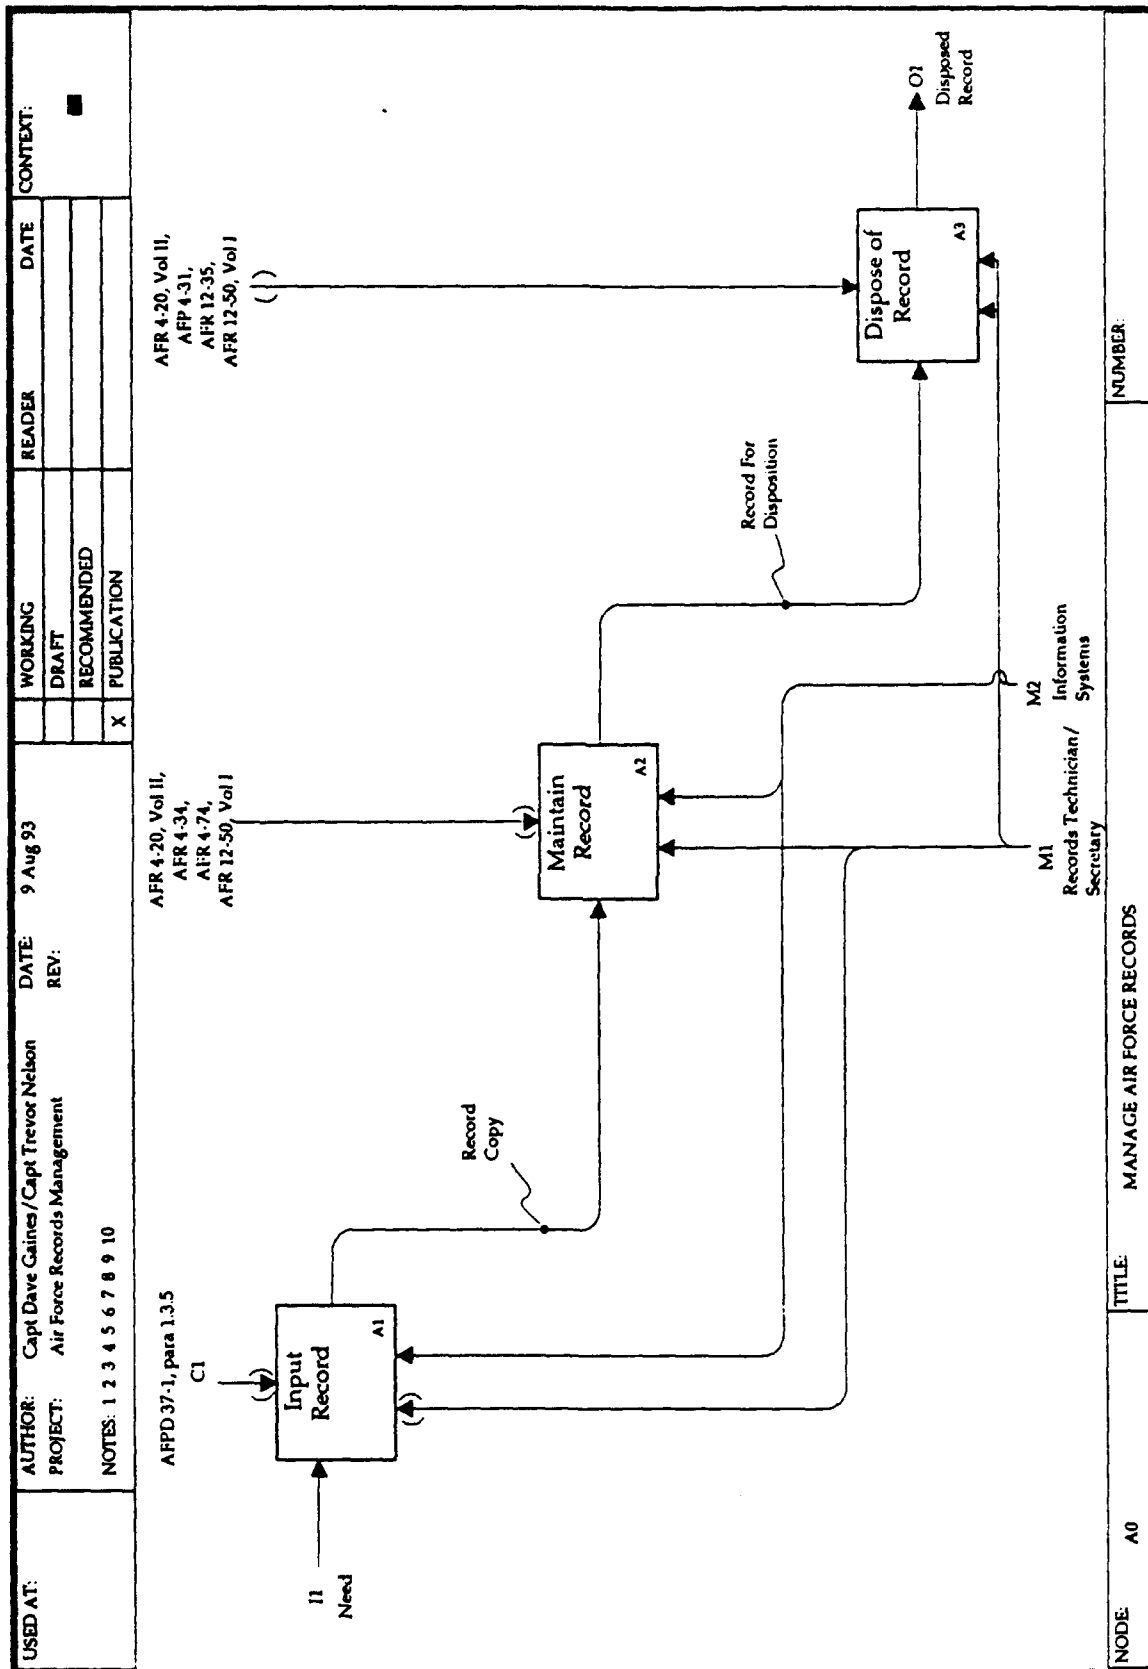 USED AT:
AUTHOR: Capt Dave Gaines/Capt Trevor Nelson
PROJECT: Air Force Records Management
NOTES: 1 2 3 4 5 6 7 8 9 10
DATE: 9 Aug 93
REV:
WORKING
DRAFT
RECOMMENDED
X PUBLICATION
READER DATE
CONTEXT:
AFPD 37-1, para 1.3.5
C1
I1
Need
Input
Record
A1
Record
Copy
AFR 4-20, Vol II,
AFR 4-34,
AFR 4-74,
AFR 12-50, Vol I
Maintain
Record
A2
Record For
Disposition
AFR 4-20, Vol II,
AFP 4-31,
AFR 12-35,
AFR 12-50, Vol I
Dispose of
Record
A3
O1
Disposed
Record
M1
Records Technician/
Secretary
M2
Information
Systems
NODE: A0
TITLE: MANAGE AIR FORCE RECORDS
NUMBER: